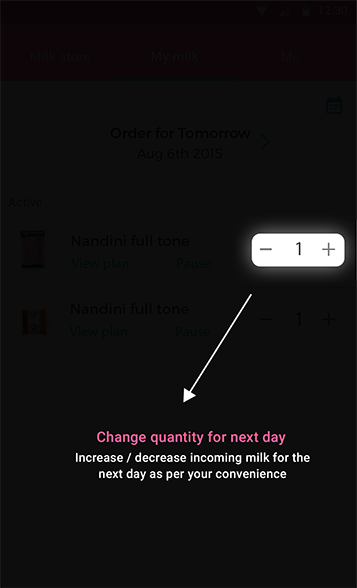 12:30
Milk store My milk Me
Order for Tomorrow
Aug 6th 2015
Active
Nandini full tone
View plan Pause
− 1 +
Nandini full tone
View plan Pause
− 1 +
Change quantity for next day
Increase / decrease incoming milk for the
next day as per your convenience